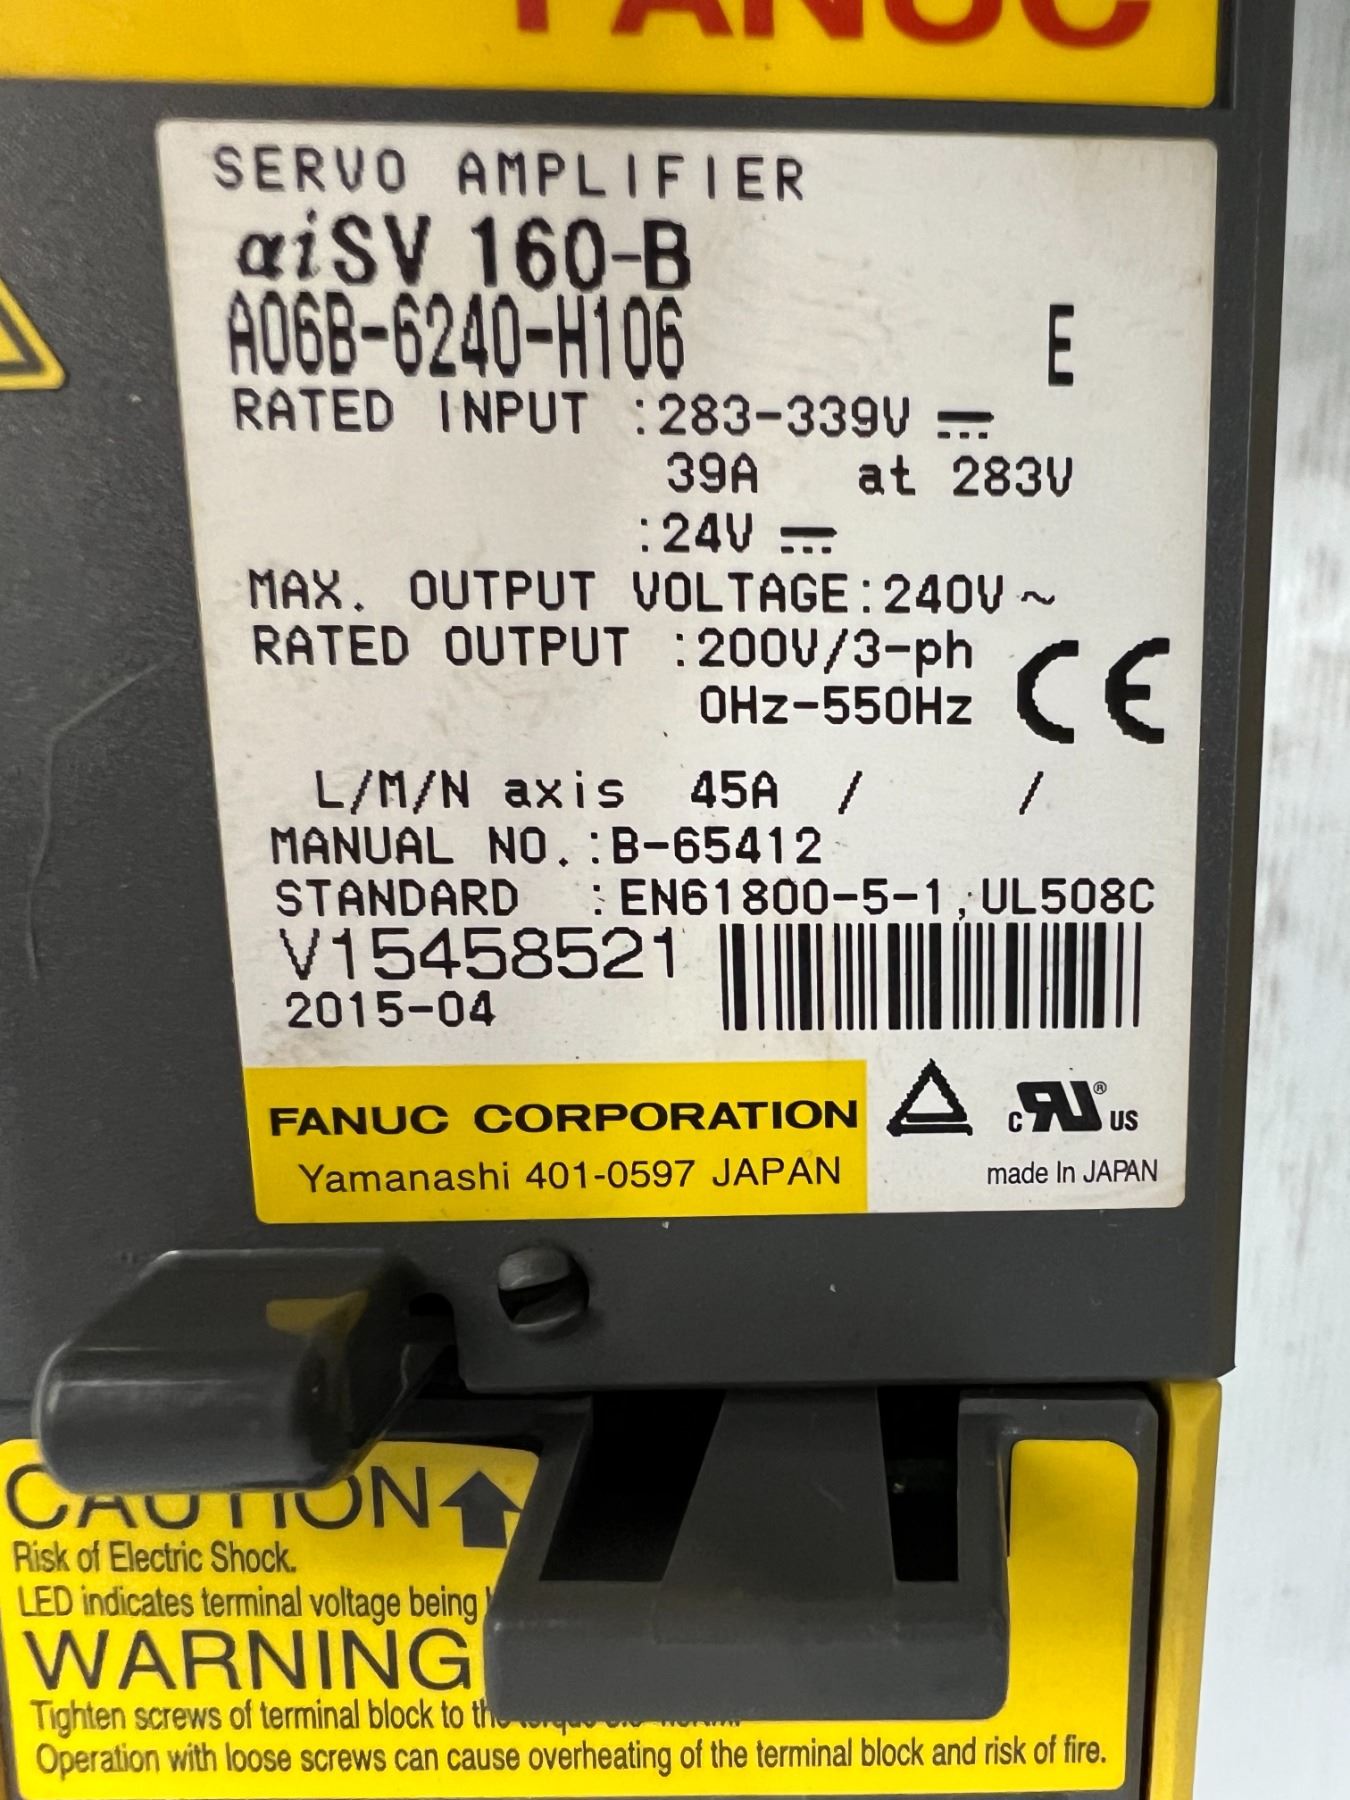 FANUC
SERVO AMPLIFIER
αiSV 160-B
A06B-6240-H106 E
RATED INPUT :283-339V ⎓
39A at 283V
:24V ⎓
MAX. OUTPUT VOLTAGE:240V~
RATED OUTPUT :200V/3-ph
0Hz-550Hz
CE
L/M/N axis 45A / /
MANUAL NO.:B-65412
STANDARD :EN61800-5-1,UL508C
V15458521
2015-04
FANUC CORPORATION
Yamanashi 401-0597 JAPAN
c RU® US
made In JAPAN
CAUTION
Risk of Electric Shock.
LED indicates terminal voltage being
WARNING
Tighten screws of terminal block to
Operation with loose screws can cause overheating of the terminal block and risk of fire.